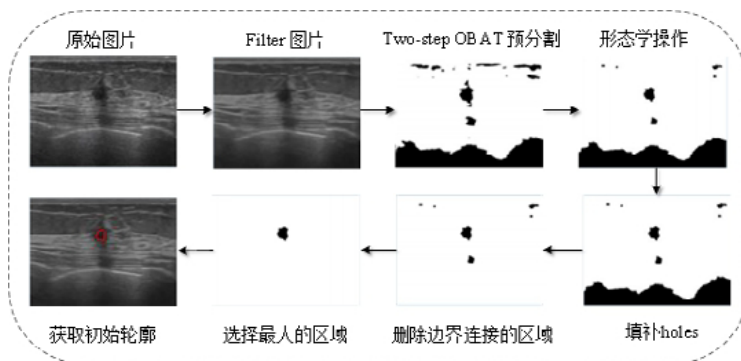 原始图片
Filter 图片
Two-step OBAT 预分割
形态学操作
获取初始轮廓
选择最人的区域
删除边界连接的区域
填补holes